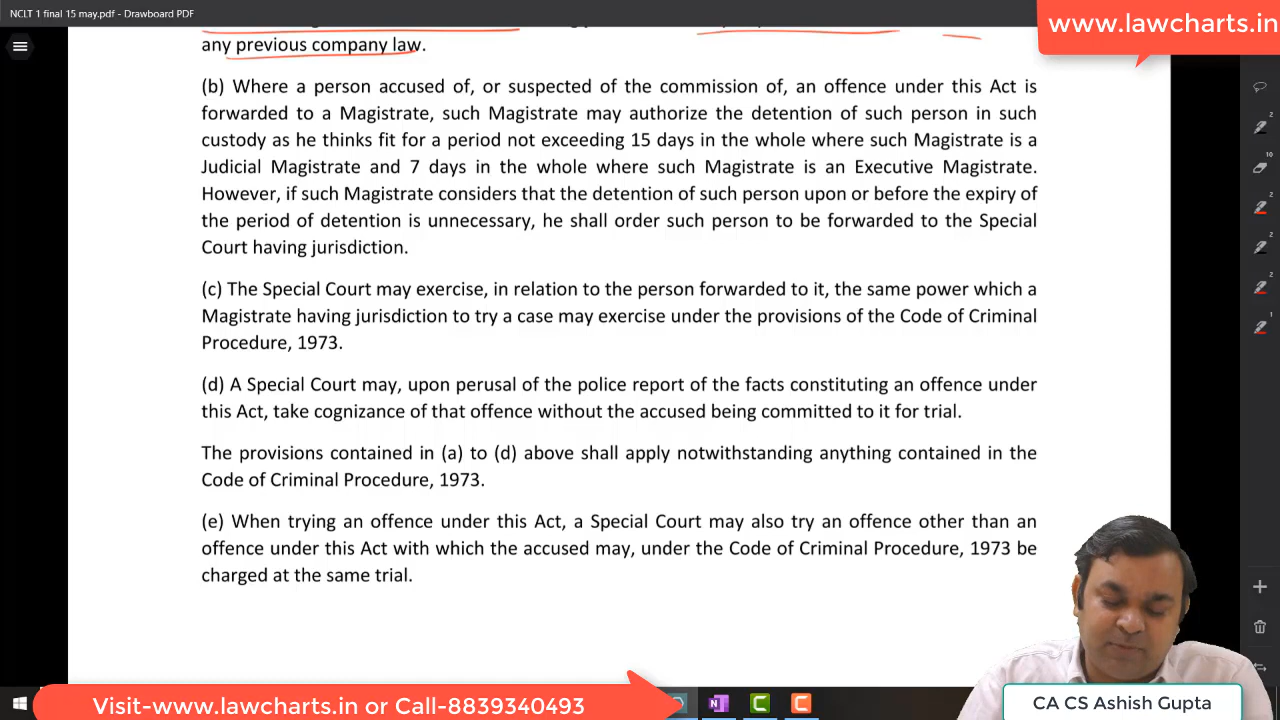 NCLT 1 final 15 may.pdf - Drawboard PDF
www.lawcharts.in
any previous company law.
(b) Where a person accused of, or suspected of the commission of, an offence under this Act is
forwarded to a Magistrate, such Magistrate may authorize the detention of such person in such
custody as he thinks fit for a period not exceeding 15 days in the whole where such Magistrate is a
Judicial Magistrate and 7 days in the whole where such Magistrate is an Executive Magistrate.
However, if such Magistrate considers that the detention of such person upon or before the expiry of
the period of detention is unnecessary, he shall order such person to be forwarded to the Special
Court having jurisdiction.
(c) The Special Court may exercise, in relation to the person forwarded to it, the same power which a
Magistrate having jurisdiction to try a case may exercise under the provisions of the Code of Criminal
Procedure, 1973.
(d) A Special Court may, upon perusal of the police report of the facts constituting an offence under
this Act, take cognizance of that offence without the accused being committed to it for trial.
The provisions contained in (a) to (d) above shall apply notwithstanding anything contained in the
Code of Criminal Procedure, 1973.
(e) When trying an offence under this Act, a Special Court may also try an offence other than an
offence under this Act with which the accused may, under the Code of Criminal Procedure, 1973 be
charged at the same trial.
2
10
2
2
2
1
Visit-www.lawcharts.in or Call-8839340493
CA CS Ashish Gupta